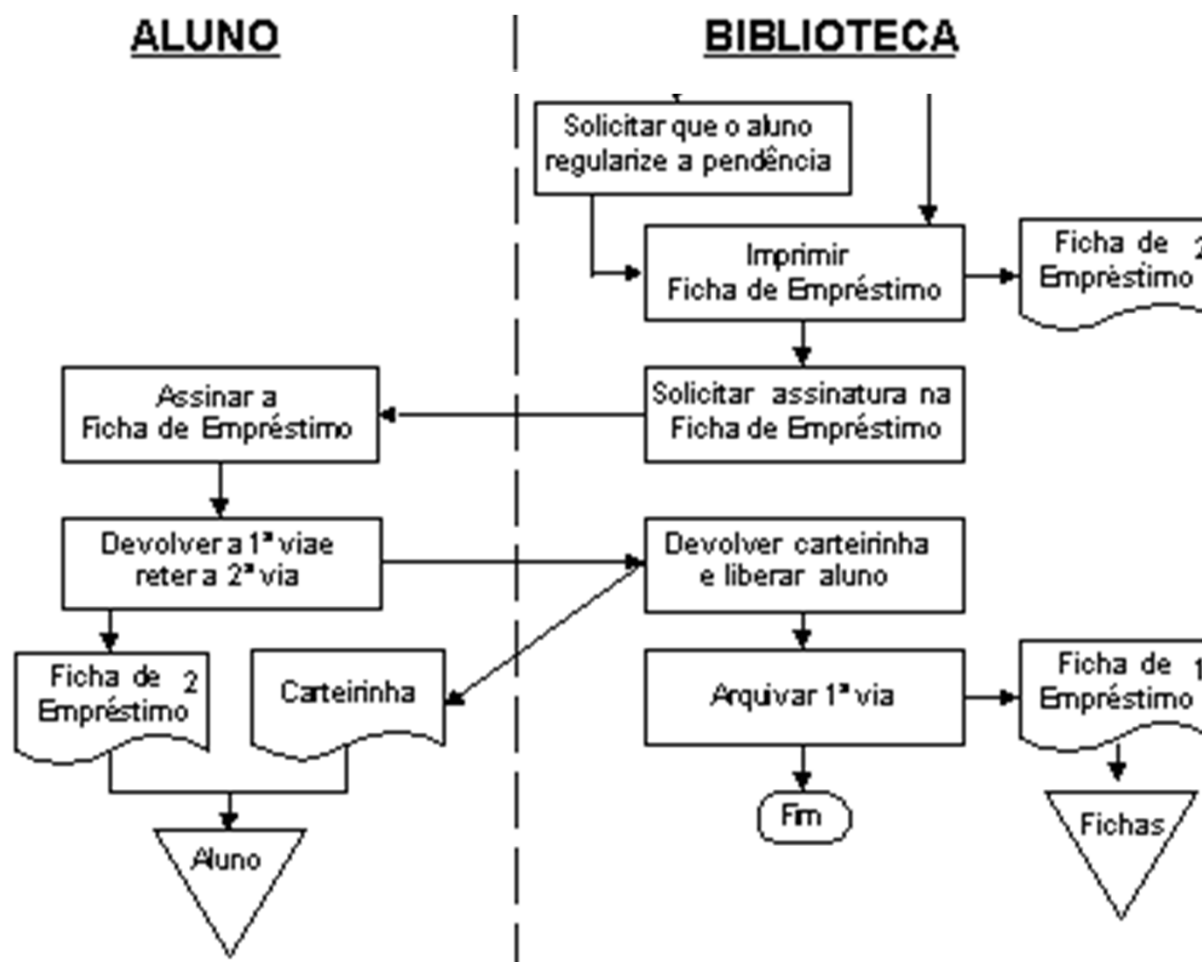 ALUNO
BIBLIOTECA
Solicitar que o aluno
regularize a pendência
Imprimir
Ficha de Empréstimo
Ficha de 2
Empréstimo
Assinar a
Ficha de Empréstimo
Solicitar assinatura na
Ficha de Empréstimo
Devolver a 1ª viae
reter a 2ª via
Devolver carteirinha
e liberar aluno
Ficha de 2
Empréstimo
Carteirinha
Arquivar 1ª via
Ficha de 1
Empréstimo
Aluno
Fim
Fichas